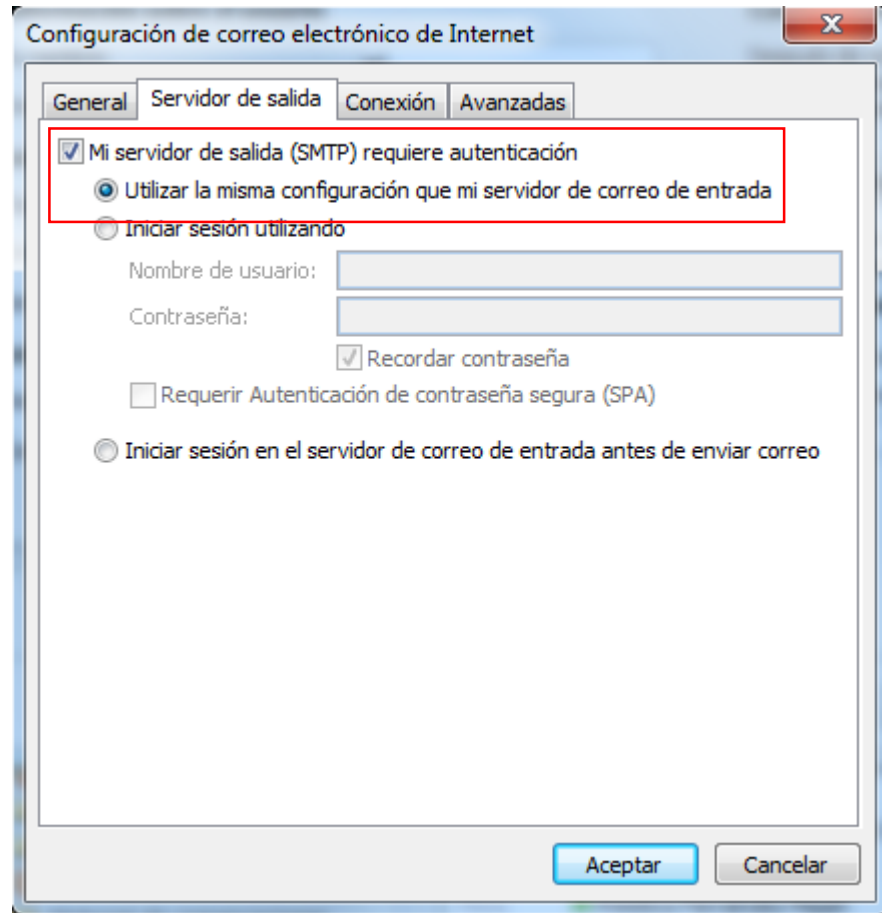 Configuración de correo electrónico de Internet
General Servidor de salida Conexión Avanzadas
Mi servidor de salida (SMTP) requiere autenticación
Utilizar la misma configuración que mi servidor de correo de entrada
Iniciar sesión utilizando
Nombre de usuario:
Contraseña:
Recordar contraseña
Requerir Autenticación de contraseña segura (SPA)
Iniciar sesión en el servidor de correo de entrada antes de enviar correo
Aceptar Cancelar